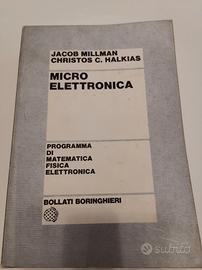 JACOB MILLMAN
CHRISTOS C. HALKIAS
MICRO
ELETTRONICA
PROGRAMMA
DI
MATEMATICA
FISICA
ELETTRONICA
BOLLATI BORINGHIERI
subito